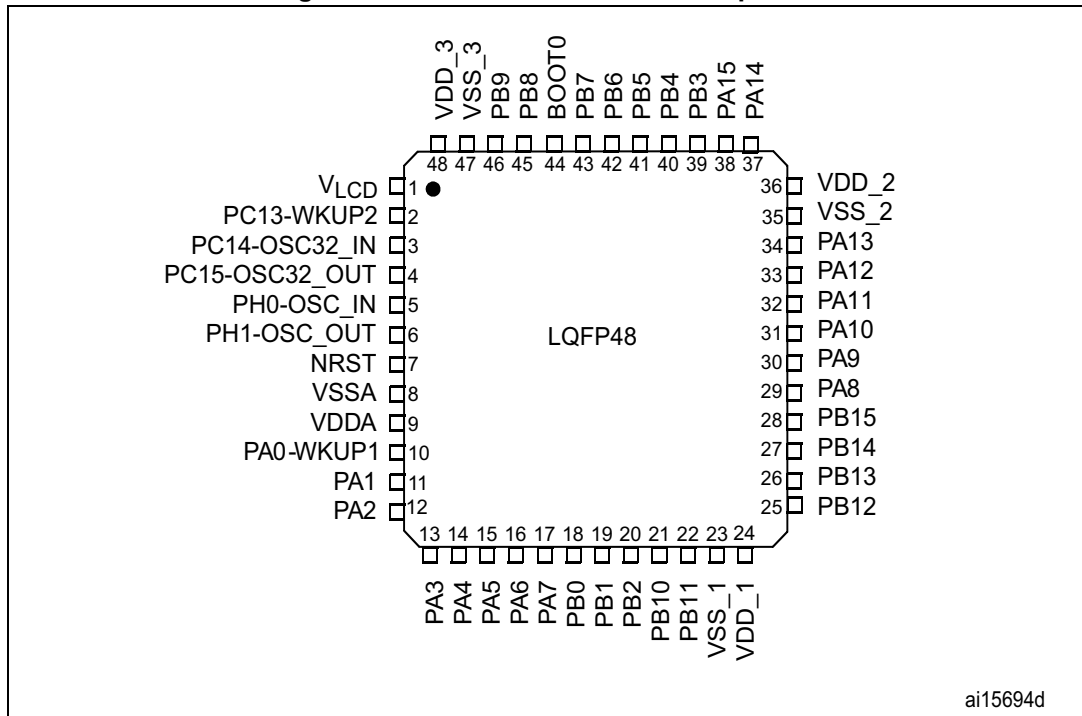 VDD_3
VSS_3
PB9
PB8
BOOT0
PB7
PB6
PB5
PB4
PB3
PA15
PA14
48 47 46 45 44 43 42 41 40 39 38 37
VLCD 1
PC13-WKUP2 2
PC14-OSC32_IN 3
PC15-OSC32_OUT 4
PH0-OSC_IN 5
PH1-OSC_OUT 6
NRST 7
VSSA 8
VDDA 9
PA0-WKUP1 10
PA1 11
PA2 12
LQFP48
36 VDD_2
35 VSS_2
34 PA13
33 PA12
32 PA11
31 PA10
30 PA9
29 PA8
28 PB15
27 PB14
26 PB13
25 PB12
13 14 15 16 17 18 19 20 21 22 23 24
PA3
PA4
PA5
PA6
PA7
PB0
PB1
PB2
PB10
PB11
VSS_1
VDD_1
ai15694d